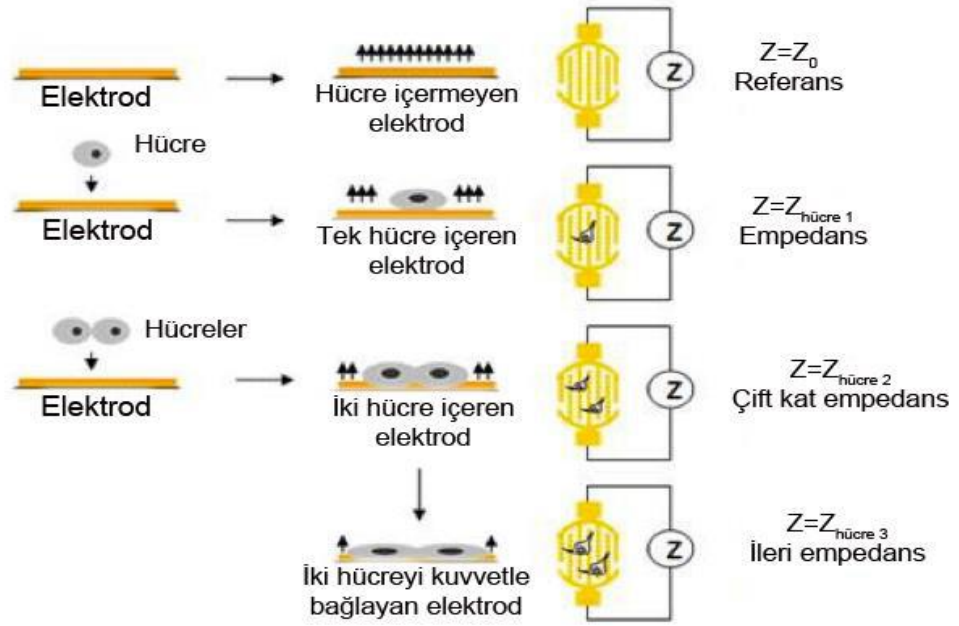 Elektrod
Hücre içermeyen
elektrod
Z
Z=Z0
Referans
Hücre
Elektrod
Tek hücre içeren
elektrod
Z
Z=Zhücre 1
Empedans
Hücreler
Elektrod
İki hücre içeren
elektrod
Z
Z=Zhücre 2
Çift kat empedans
İki hücreyi kuvvetle
bağlayan elektrod
Z
Z=Zhücre 3
İleri empedans